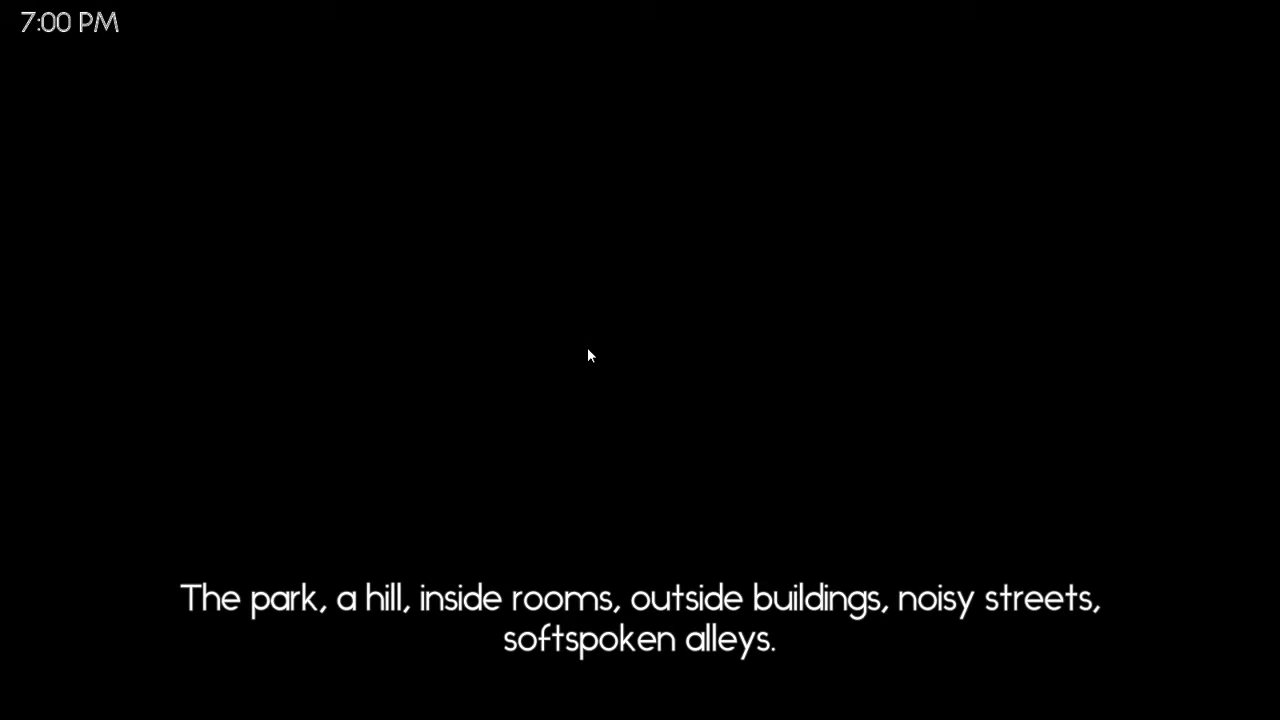 7:00 PM
The park, a hill, inside rooms, outside buildings, noisy streets,
softspoken alleys.